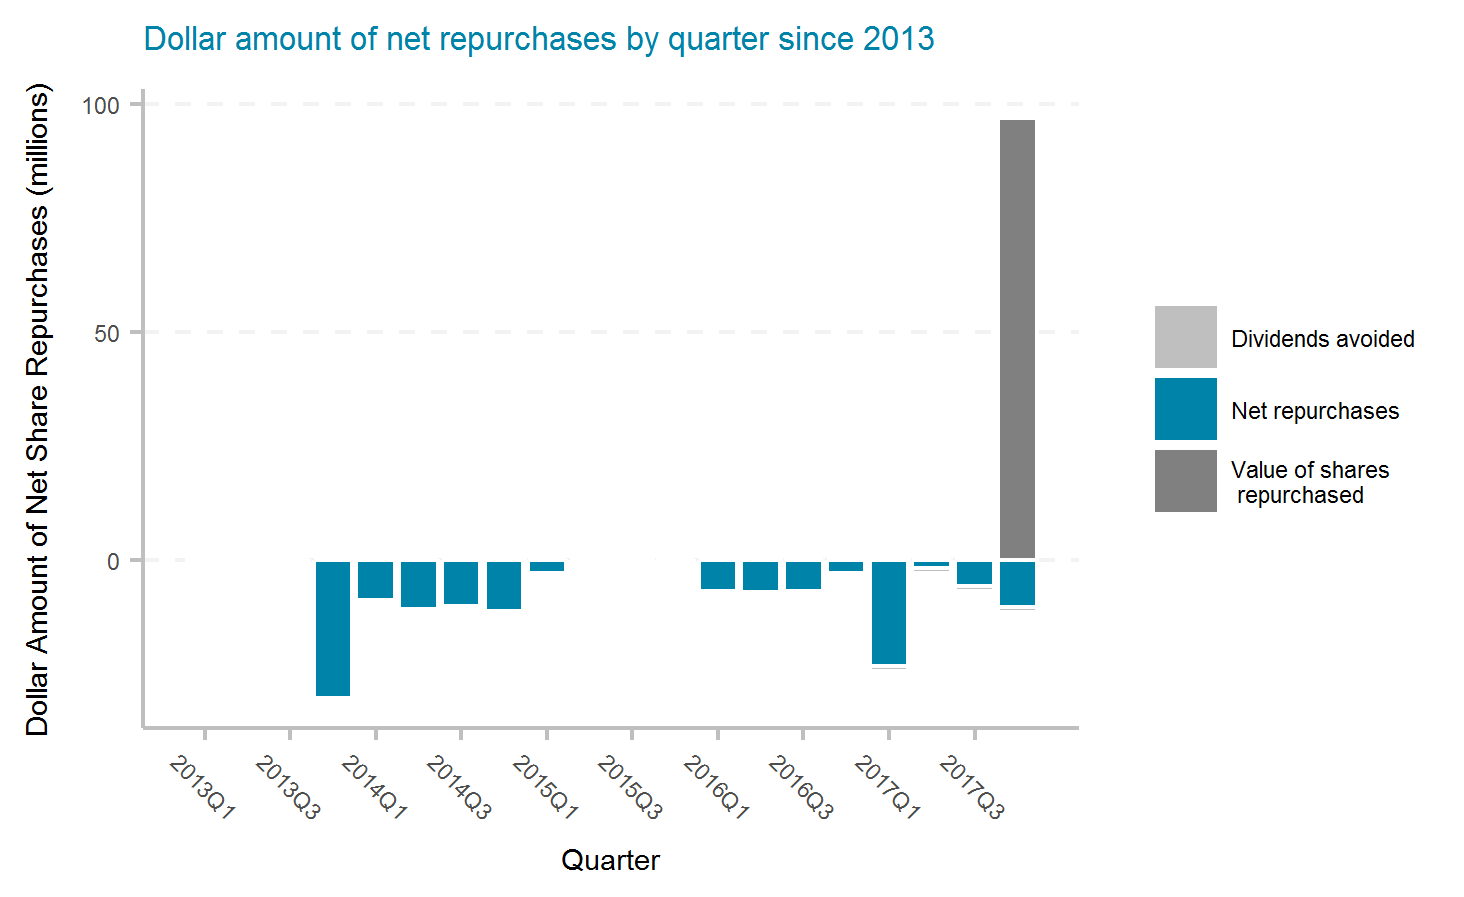 Dollar amount of net repurchases by quarter since 2013
Dollar Amount of Net Share Repurchases (millions)
100
50
0
2013Q1
2013Q3
2014Q1
2014Q3
2015Q1
2015Q3
2016Q1
2016Q3
2017Q1
2017Q3
Quarter
Dividends avoided
Net repurchases
Value of shares
repurchased